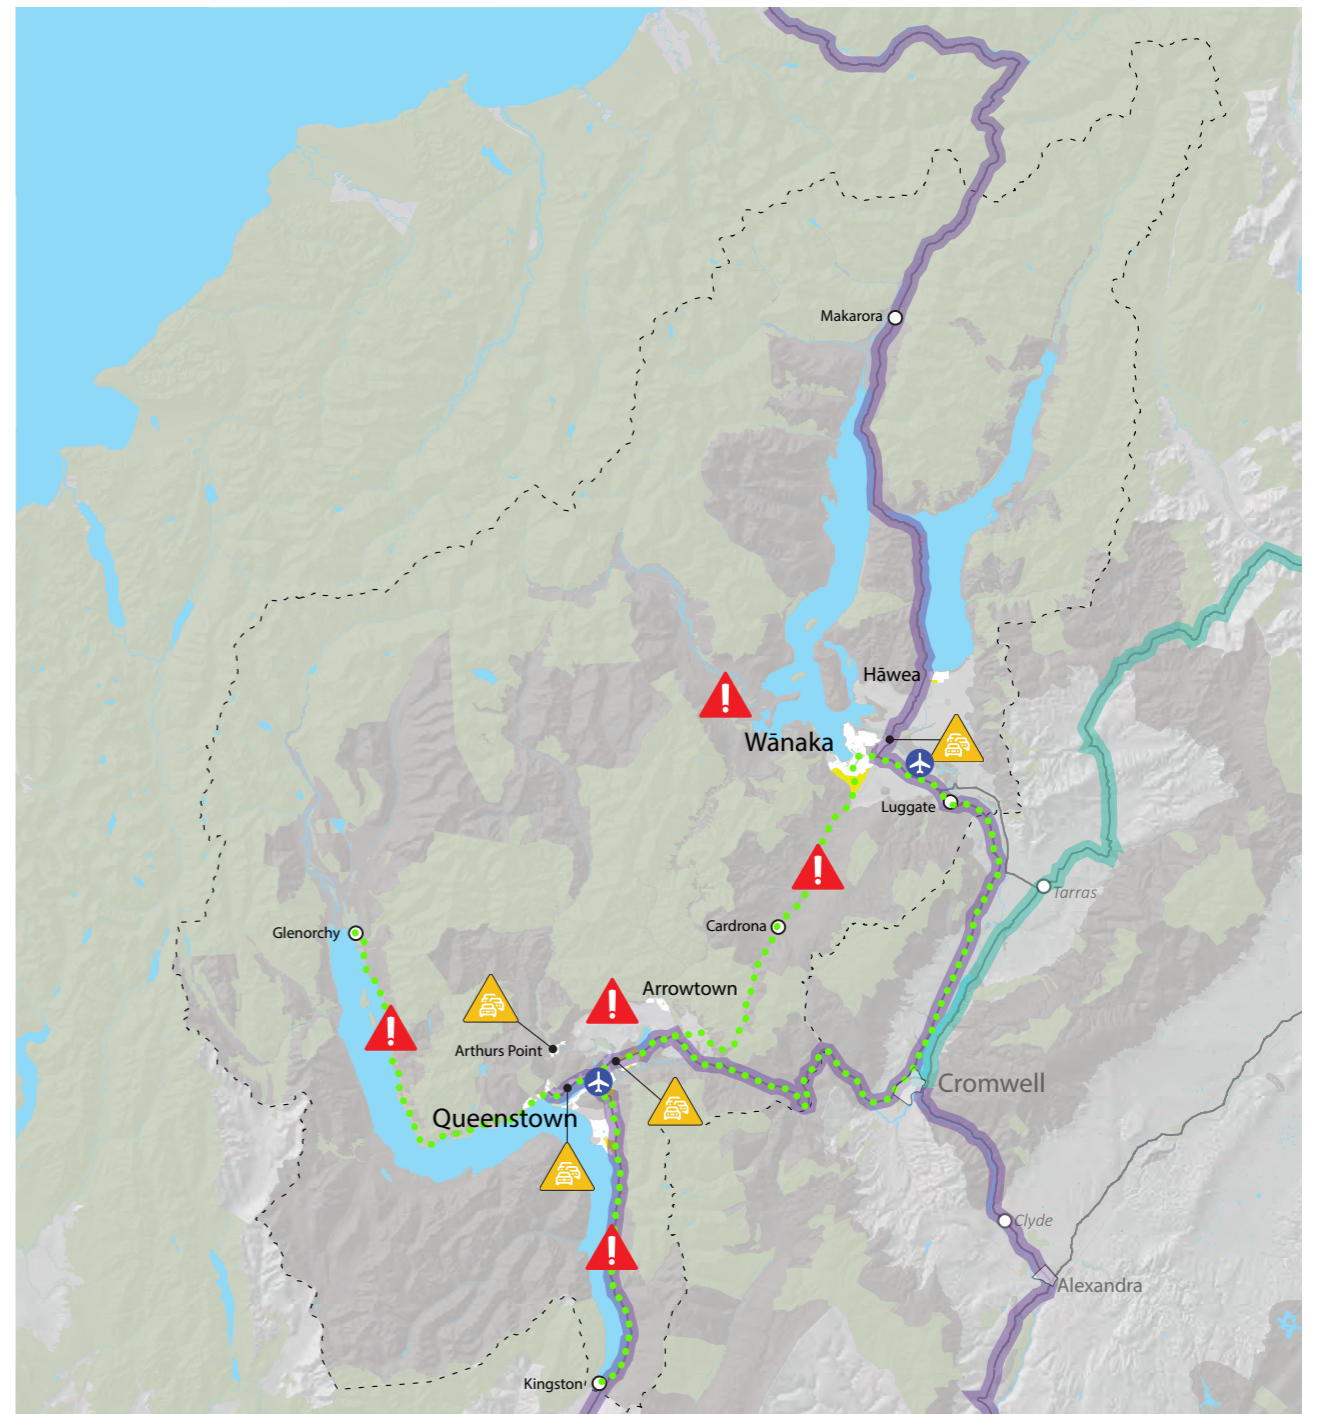 Makarora
Hāwea
Wānaka
Luggate
Tarras
Cardrona
Glenorchy
Arrowtown
Arthurs Point
Cromwell
Queenstown
Clyde
Alexandra
Kingston